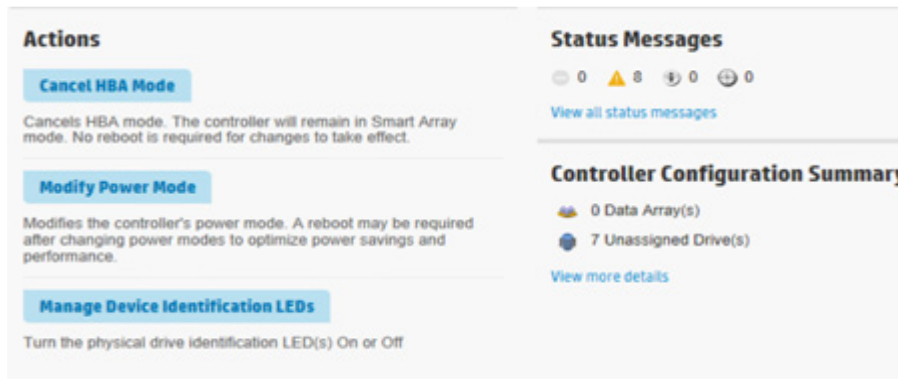 Actions
Cancel HBA Mode
Cancels HBA mode. The controller will remain in Smart Array
mode. No reboot is required for changes to take effect.
Modify Power Mode
Modifies the controller's power mode. A reboot may be required
after changing power modes to optimize power savings and
performance.
Manage Device Identification LEDs
Turn the physical drive identification LED(s) On or Off
Status Messages
0 8 0 0
View all status messages
Controller Configuration Summary
0 Data Array(s)
7 Unassigned Drive(s)
View more details